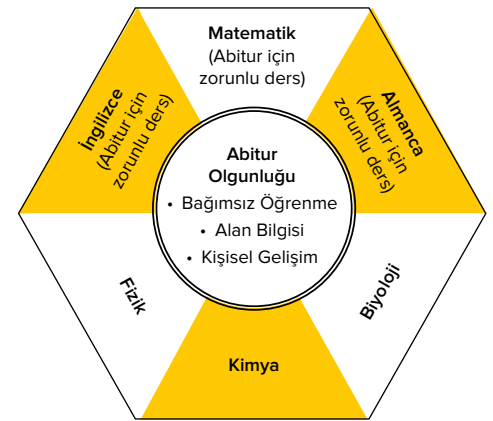 Matematik
(Abitur için
zorunlu ders)
İngilizce
(Abitur için
zorunlu ders)
Almanca
(Abitur için
zorunlu ders)
Abitur
Olgunluğu
• Bağımsız Öğrenme
• Alan Bilgisi
• Kişisel Gelişim
Fizik
Biyoloji
Kimya